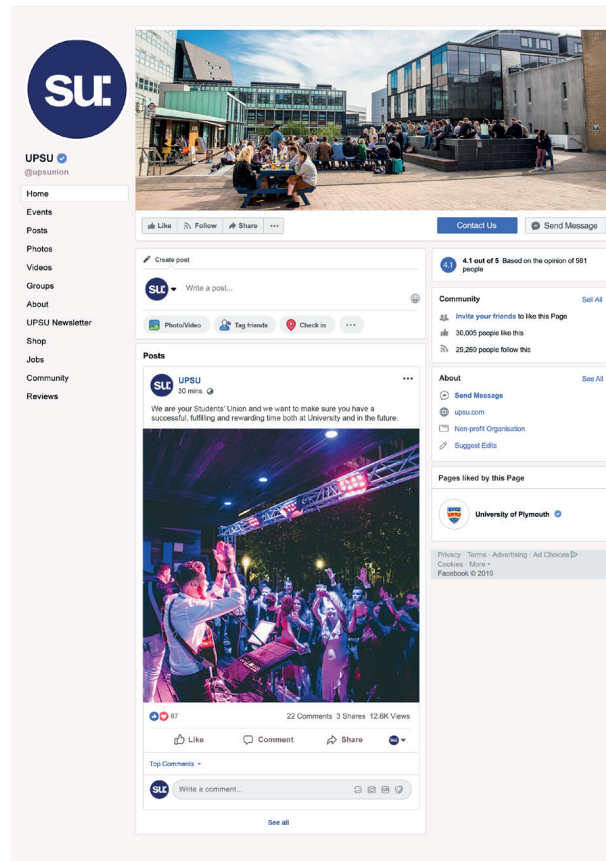 su:
UPSU
@upsunion
Home
Events
Posts
Photos
Videos
Groups
About
UPSU Newsletter
Shop
Jobs
Community
Reviews
Like Follow Share
Contact Us
Send Message
Create post
su:
Write a post...
Photo/Video
Tag friends
Check in
Posts
su:
UPSU
30 mins
We are your Students' Union and we want to make sure you have a
successful, fulfilling and rewarding time both at University and in the future.
87
22 Comments 3 Shares 12.6K Views
Like Comment Share
su:
Top Comments
su:
Write a comment...
GIF
See all
4.1
4.1 out of 5 Based on the opinion of 581
people
Community
Sell All
Invite your friends to like this Page
30,005 people like this
29,269 people follow this
About
See All
Send Message
upsu.com
Non-profit Organisation
Suggest Edits
Pages liked by this Page
University of Plymouth
Privacy · Terms · Advertising · Ad Choices ·
Cookies · More
Facebook © 2019